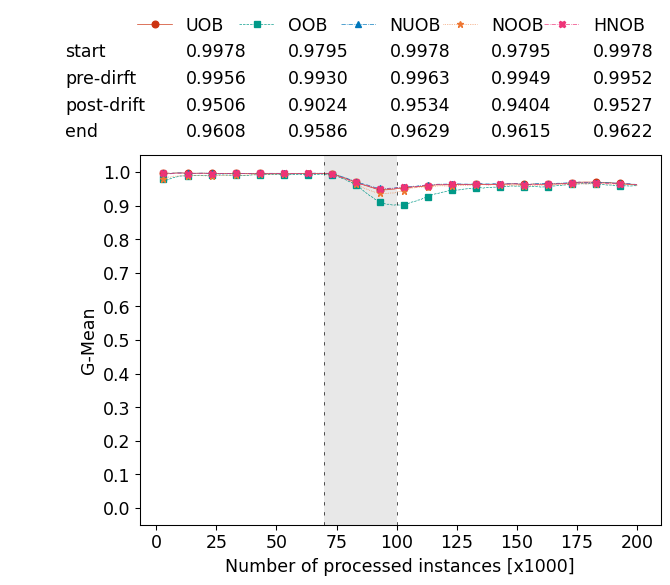 UOB OOB NUOB NOOB HNOB
start 0.9978 0.9795 0.9978 0.9795 0.9978
pre-dirft 0.9956 0.9930 0.9963 0.9949 0.9952
post-drift 0.9506 0.9024 0.9534 0.9404 0.9527
end 0.9608 0.9586 0.9629 0.9615 0.9622
1.0
0.9
0.8
0.7
0.6
0.5
0.4
0.3
0.2
0.1
0.0
G-Mean
0 25 50 75 100 125 150 175 200
Number of processed instances [x1000]